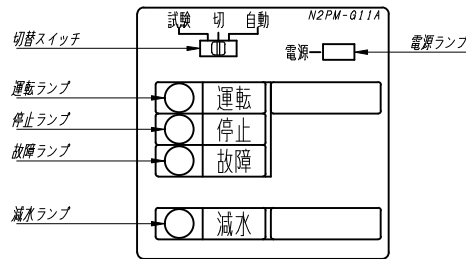 試験 切 自動 N2PM-G11A
切替スイッチ
電源 電源ランプ
運転ランプ 運転
停止ランプ 停止
故障ランプ 故障
減水ランプ 減水